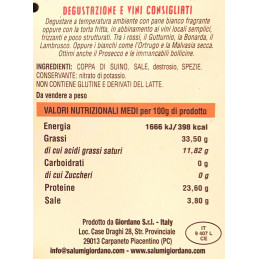 DEGUSTAZIONE E VINI CONSIGLIATI
Degustare a temperatura ambiente con pane bianco fragrante
oppure con la torta fritta, in abbinamento vini locali semplici,
frizzanti e poco strutturati. Tra i rossi, il Gutturnio, la Bonarda, il
Lambrusco. Oppure i bianchi come l'Ortrugo e la Malvasia secca.
Ottimi anche il Prosecco e le immancabili bollicine.
INGREDIENTI: COPPA DI SUINO, SALE, destrosio, SPEZIE.
CONSERVANTE: nitrato di potassio.
NON CONTIENE GLUTINE E DERIVATI DEL LATTE.
Da vendere a peso
VALORI NUTRIZIONALI MEDI per 100g di prodotto
Energia 1666 kJ/398 kcal
Grassi 33,50 g
di cui acidi grassi saturi 11,82 g
Carboidrati 0 g
di cui Zuccheri 0 g
Proteine 23,60 g
Sale 3,80 g
Prodotto da Giordano S.r.l. - Italy
Loc. Case Draghi 28, Str. Provinciale
29013 Carpaneto Piacentino (PC)
www.salumigiordano.com - info@salumigiordano.com
IT
9 407 L
CE